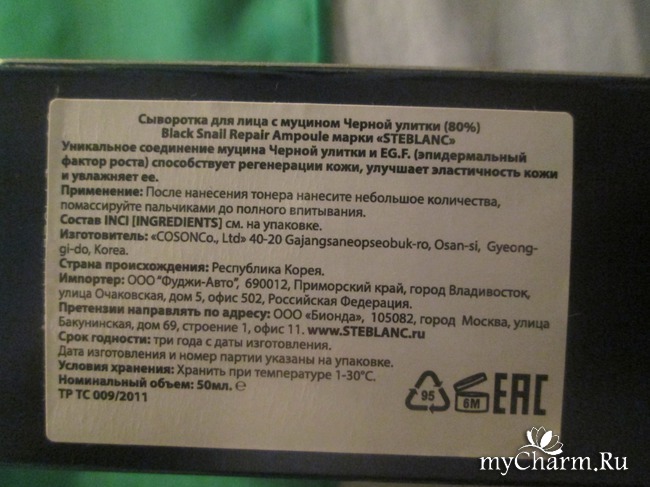 Сыворотка для лица с муцином Черной улитки (80%)
Black Snail Repair Ampoule марки «STEBLANC»
Уникальное соединение муцина Черной улитки и EG.F. (эпидермальный
фактор роста) способствует регенерации кожи, улучшает эластичность кожи
и увлажняет ее.
Применение: После нанесения тонера нанесите небольшое количества,
помассируйте пальчиками до полного впитывания.
Состав INCI [INGREDIENTS] см. на упаковке.
Изготовитель: «COSONCo., Ltd» 40-20 Gajangsaneopseobuk-ro, Osan-si, Gyeong-
gi-do, Korea.
Страна происхождения: Республика Корея.
Импортер: ООО "Фуджи-Авто", 690012, Приморский край, город Владивосток,
улица Очаковская, дом 5, офис 502, Российская Федерация.
Претензии направлять по адресу: ООО «Бионда», 105082, город Москва, улица
Бакунинская, дом 69, строение 1, офис 11. www.STEBLANC.ru
Срок годности: три года с даты изготовления.
Дата изготовления и номер партии указаны на упаковке.
Условия хранения: Хранить при температуре 1-30°С.
Номинальный объем: 50мл. e
ТР ТС 009/2011
95
6M
EAC
myCharm.Ru